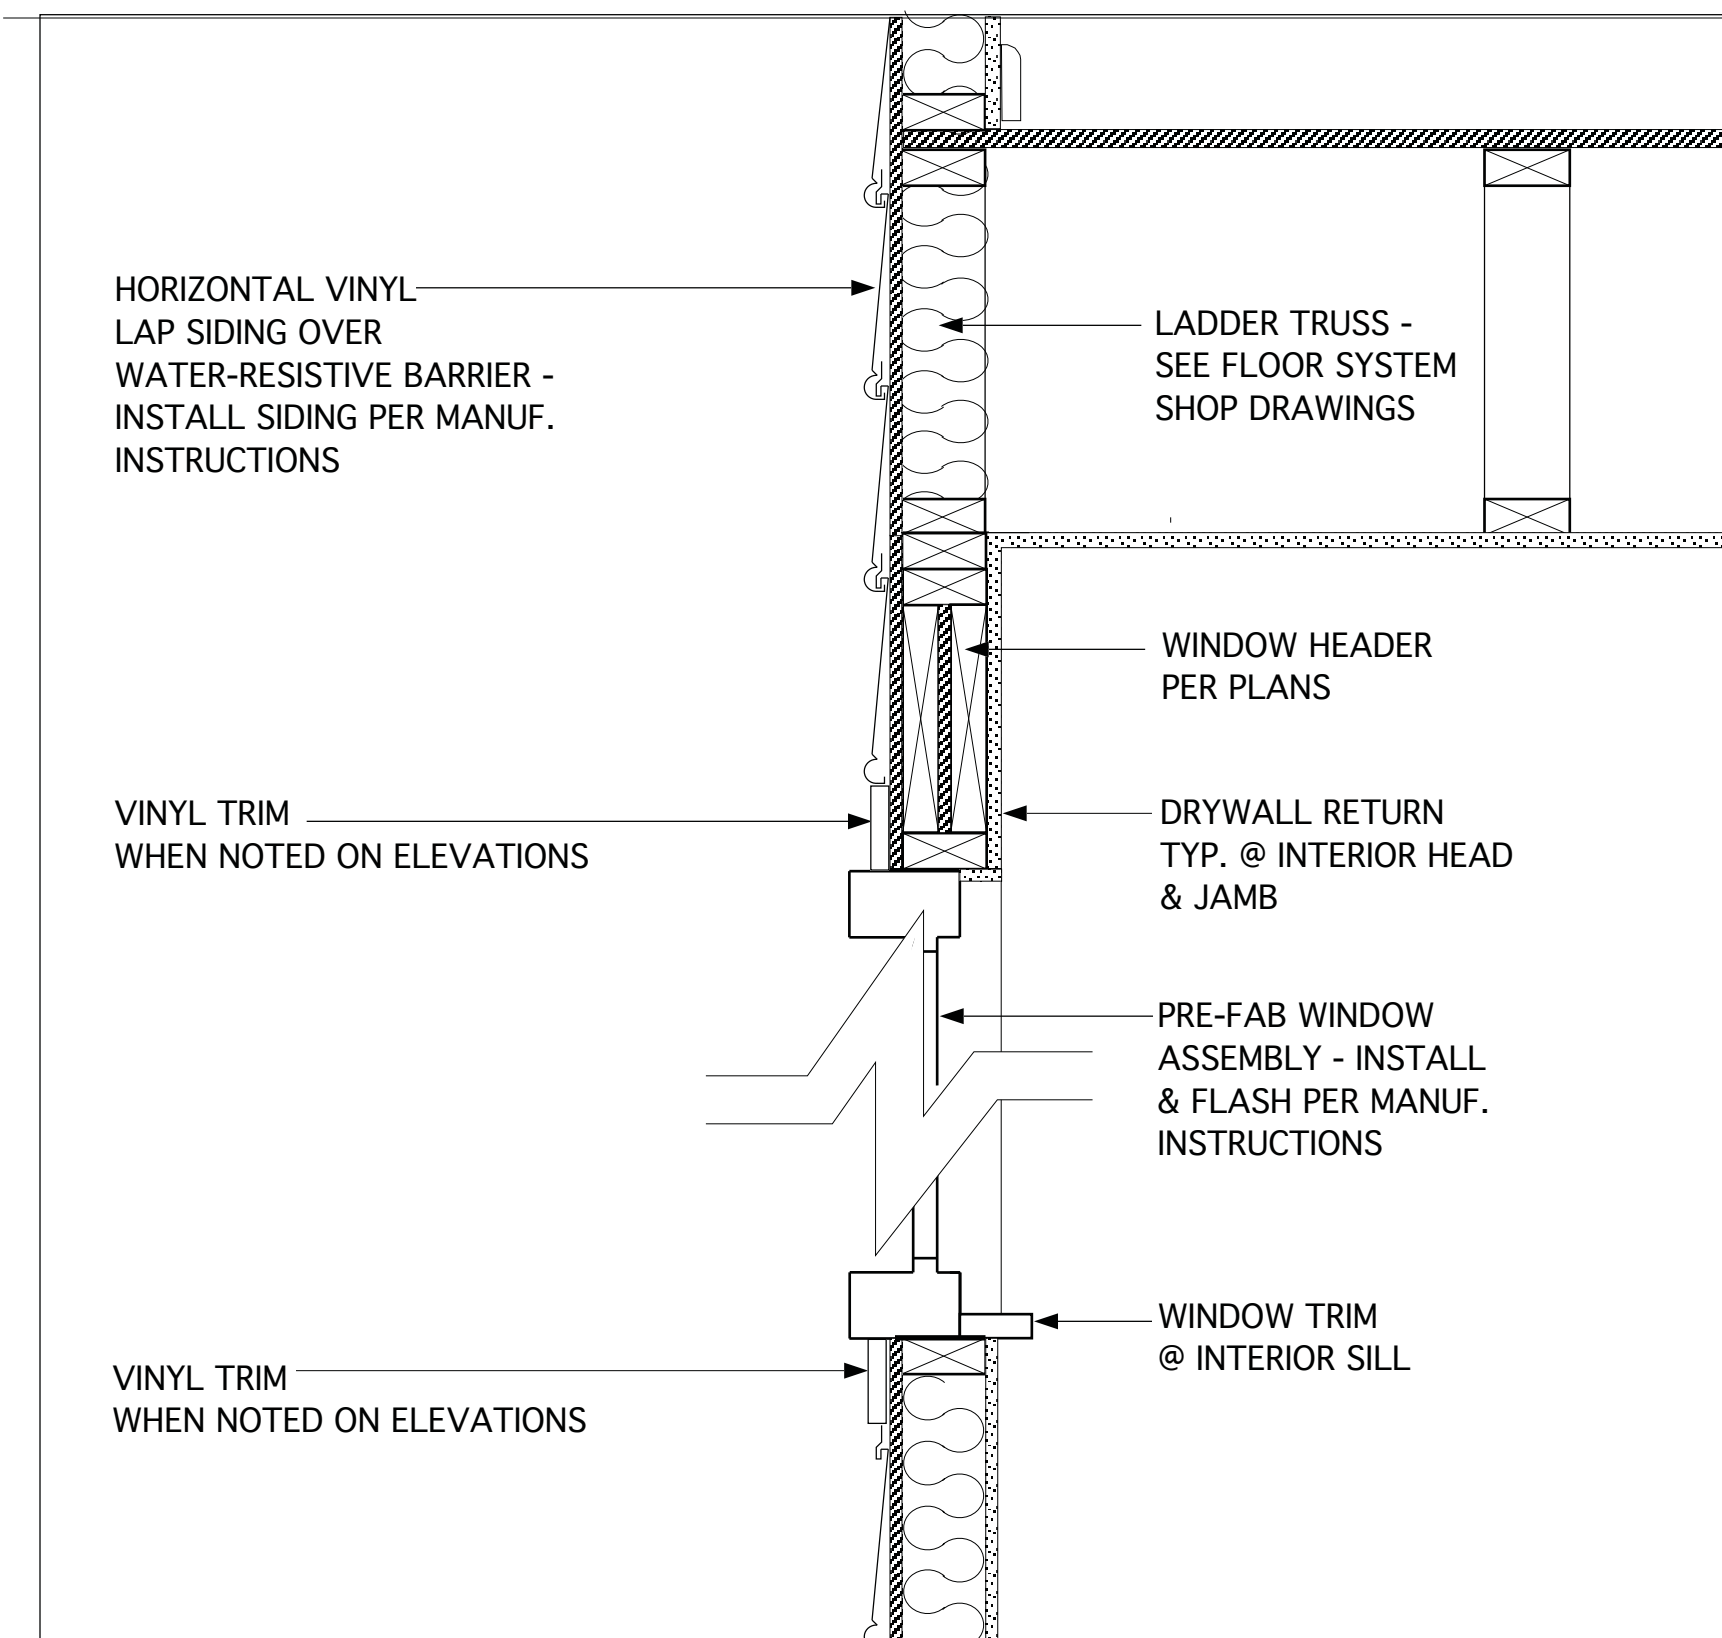 HORIZONTAL VINYL
LAP SIDING OVER
WATER-RESISTIVE BARRIER -
INSTALL SIDING PER MANUF.
INSTRUCTIONS
LADDER TRUSS -
SEE FLOOR SYSTEM
SHOP DRAWINGS
WINDOW HEADER
PER PLANS
VINYL TRIM
WHEN NOTED ON ELEVATIONS
DRYWALL RETURN
TYP. @ INTERIOR HEAD
& JAMB
PRE-FAB WINDOW
ASSEMBLY - INSTALL
& FLASH PER MANUF.
INSTRUCTIONS
WINDOW TRIM
@ INTERIOR SILL
VINYL TRIM
WHEN NOTED ON ELEVATIONS